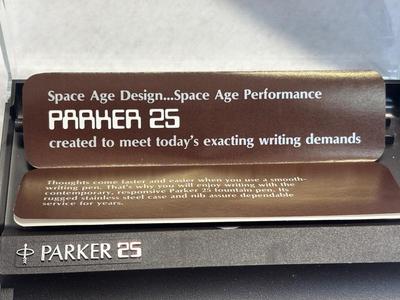 Space Age Design...Space Age Performance
PARKER 25
created to meet today's exacting writing demands
Thoughts come faster and easier when you use a smooth-
writing pen. That's why you will enjoy writing with the
contemporary, responsive Parker 25 fountain pen. Its
rugged stainless steel case and nib assure dependable
service for years.
PARKER 25